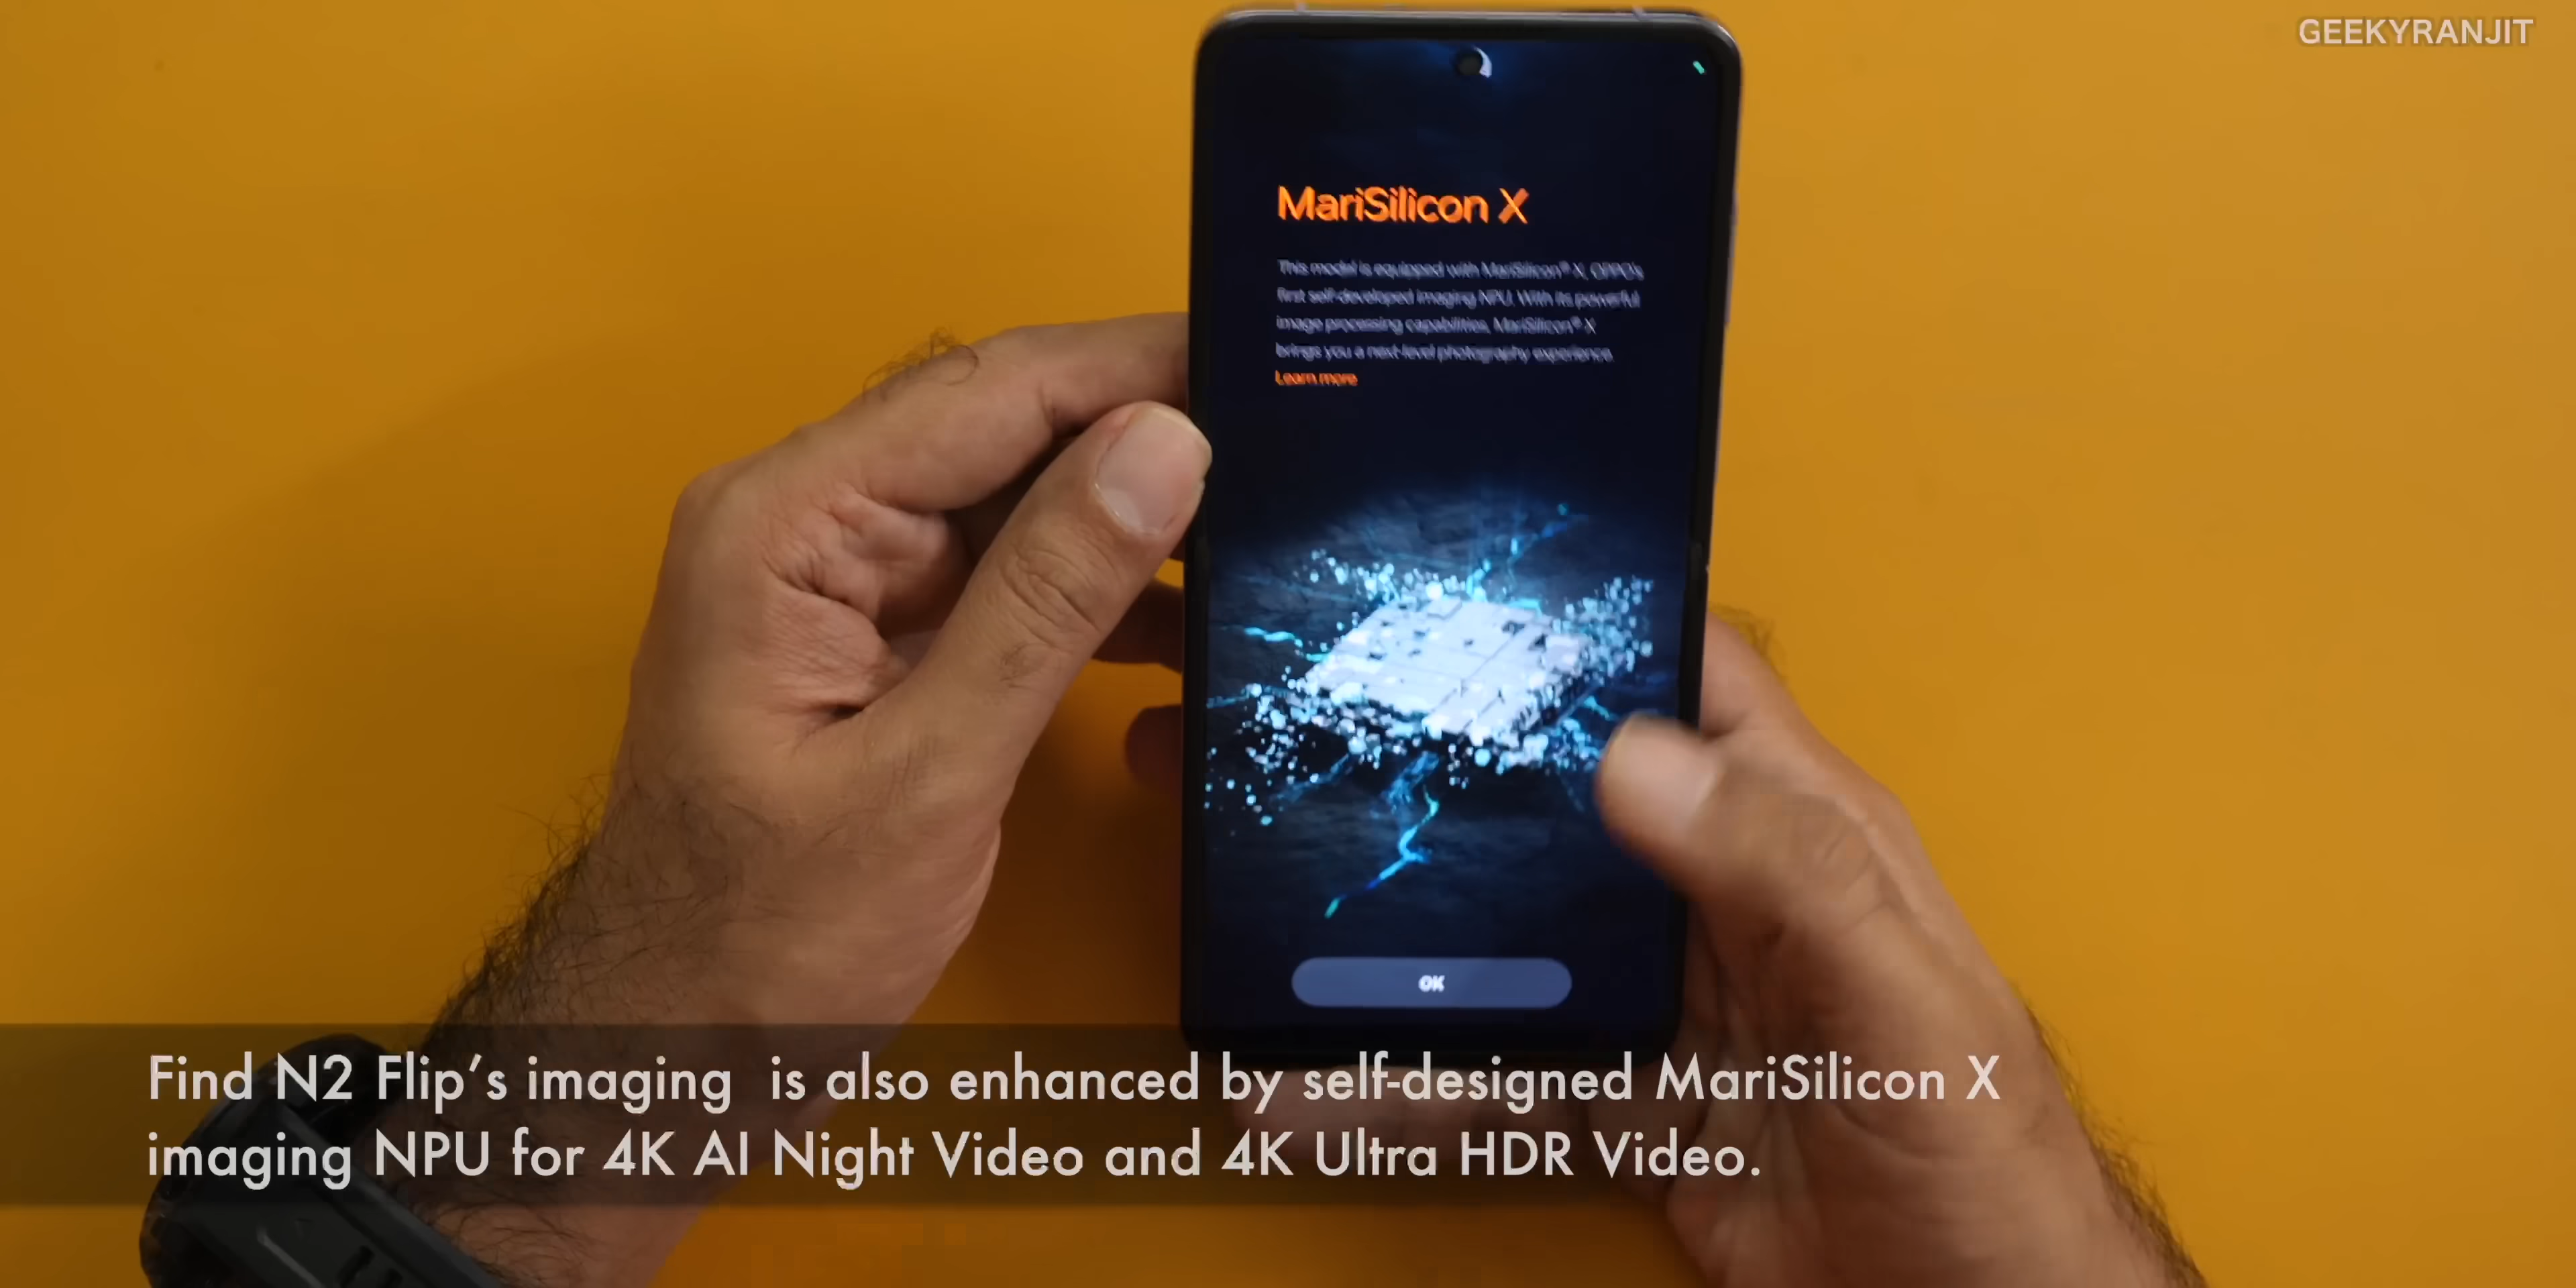 GEEKYRANJIT
MariSilicon X
This model is equipped with MariSilicon® X, OPPO's
first self-developed imaging NPU. With its powerful
image processing capabilities, MariSilicon® X
brings you a next-level photography experience.
Learn more
OK
Find N2 Flip's imaging  is also enhanced by self-designed MariSilicon X
imaging NPU for 4K AI Night Video and 4K Ultra HDR Video.